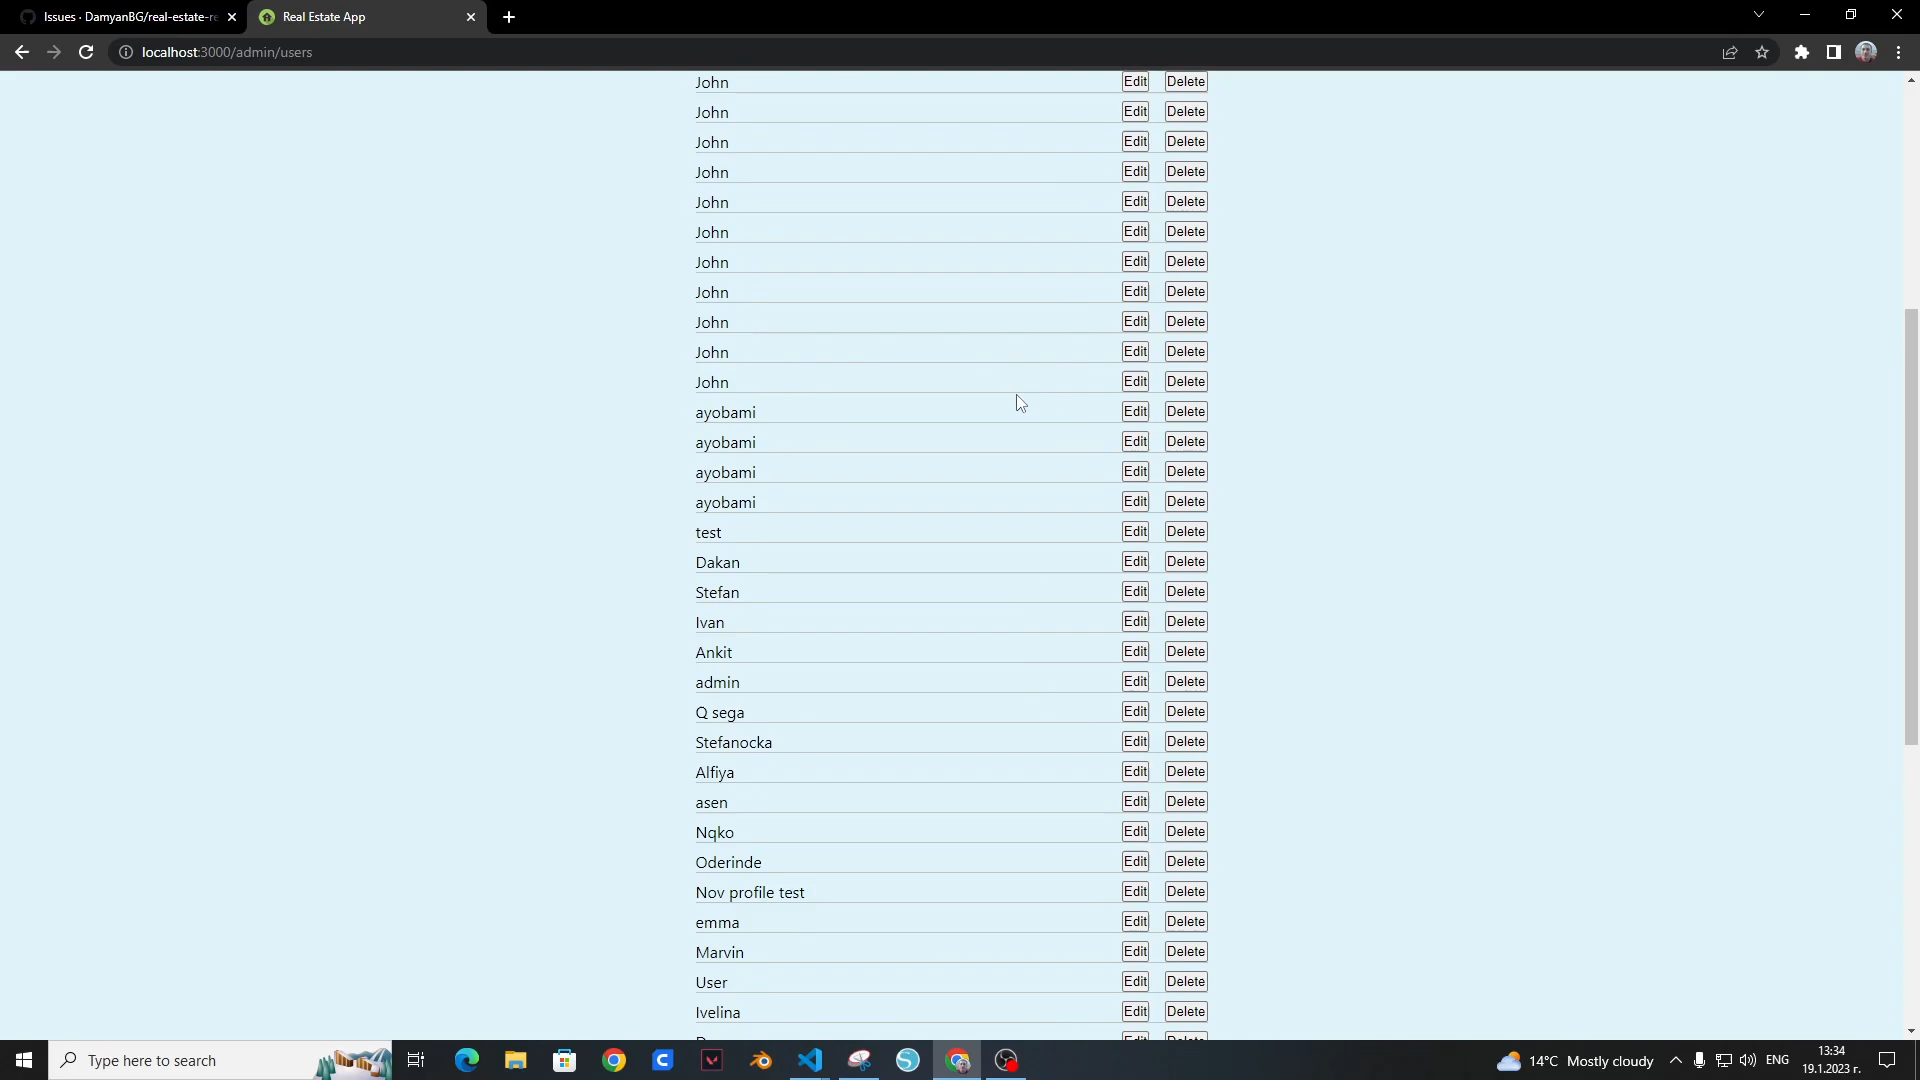 Issues · DamyanBG/real-estate-re
Real Estate App
localhost:3000/admin/users
John Edit Delete
John Edit Delete
John Edit Delete
John Edit Delete
John Edit Delete
John Edit Delete
John Edit Delete
John Edit Delete
John Edit Delete
John Edit Delete
John Edit Delete
ayobami Edit Delete
ayobami Edit Delete
ayobami Edit Delete
ayobami Edit Delete
test Edit Delete
Dakan Edit Delete
Stefan Edit Delete
Ivan Edit Delete
Ankit Edit Delete
admin Edit Delete
Q sega Edit Delete
Stefanocka Edit Delete
Alfiya Edit Delete
asen Edit Delete
Nqko Edit Delete
Oderinde Edit Delete
Nov profile test Edit Delete
emma Edit Delete
Marvin Edit Delete
User Edit Delete
Ivelina Edit Delete
Type here to search
14°C Mostly cloudy
ENG
13:34
19.1.2023 г.